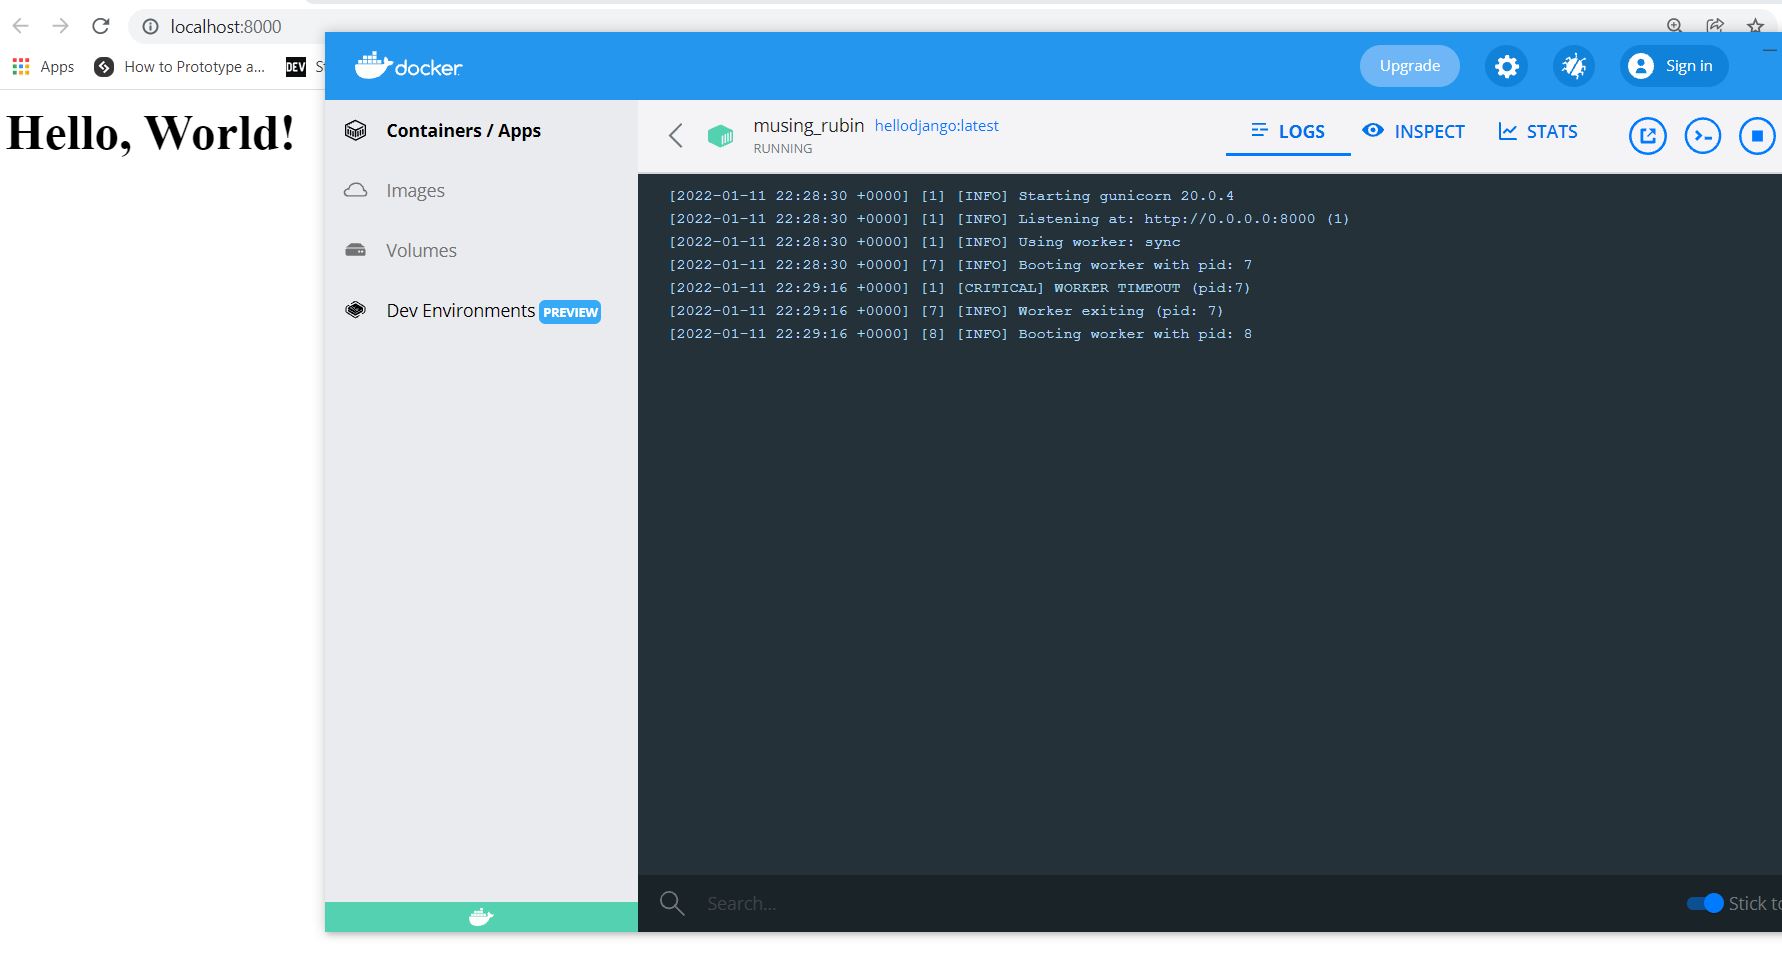 localhost:8000
Apps
How to Prototype a...
DEV
Hello, World!
docker
Upgrade
Sign in
Containers / Apps
Images
Volumes
Dev Environments PREVIEW
musing_rubin hellodjango:latest
RUNNING
LOGS
INSPECT
STATS
[2022-01-11 22:28:30 +0000] [1] [INFO] Starting gunicorn 20.0.4
[2022-01-11 22:28:30 +0000] [1] [INFO] Listening at: http://0.0.0.0:8000 (1)
[2022-01-11 22:28:30 +0000] [1] [INFO] Using worker: sync
[2022-01-11 22:28:30 +0000] [7] [INFO] Booting worker with pid: 7
[2022-01-11 22:29:16 +0000] [1] [CRITICAL] WORKER TIMEOUT (pid:7)
[2022-01-11 22:29:16 +0000] [7] [INFO] Worker exiting (pid: 7)
[2022-01-11 22:29:16 +0000] [8] [INFO] Booting worker with pid: 8
Search...
Stick